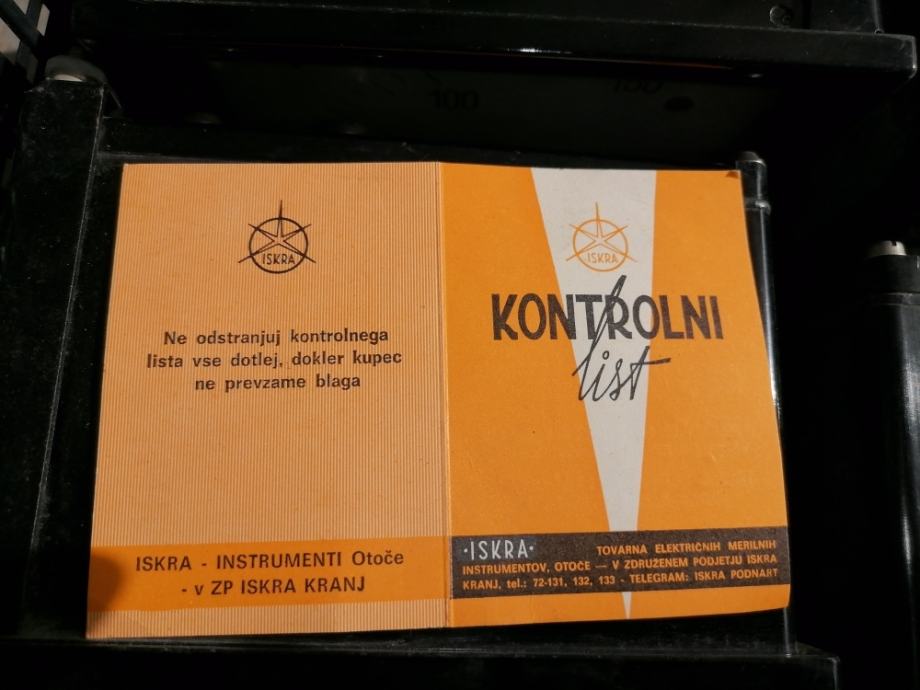 100
150
ISKRA
Ne odstranjuj kontrolnega
lista vse dotlej, dokler kupec
ne prevzame blaga
ISKRA - INSTRUMENTI Otoče
- v ZP ISKRA KRANJ
ISKRA
KONTROLNI
list
·ISKRA· TOVARNA ELEKTRIČNIH MERILNIH
INSTRUMENTOV, OTOČE — V ZDRUŽENEM PODJETJU ISKRA
KRANJ, tel.: 72-131, 132, 133 - TELEGRAM: ISKRA PODNART